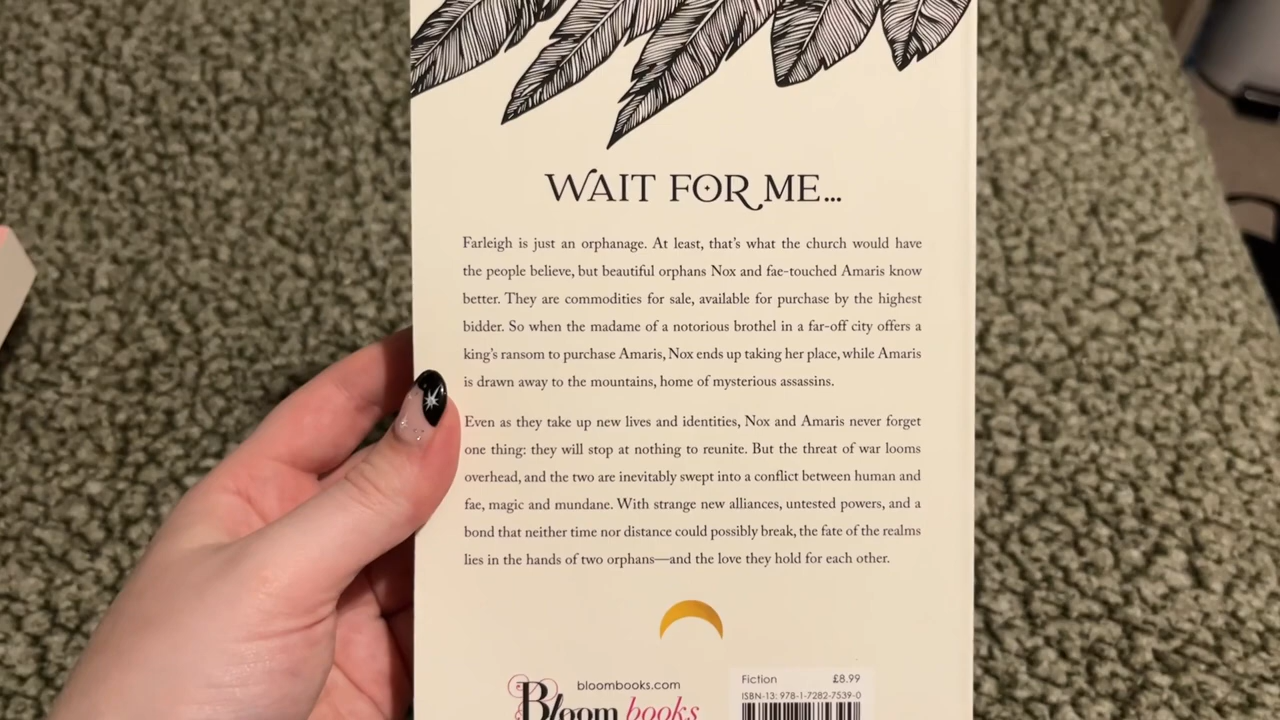 WAIT FOR ME...
Farleigh is just an orphanage. At least, that's what the church would have
the people believe, but beautiful orphans Nox and fae-touched Amaris know
better. They are commodities for sale, available for purchase by the highest
bidder. So when the madame of a notorious brothel in a far-off city offers a
king's ransom to purchase Amaris, Nox ends up taking her place, while Amaris
is drawn away to the mountains, home of mysterious assassins.
Even as they take up new lives and identities, Nox and Amaris never forget
one thing: they will stop at nothing to reunite. But the threat of war looms
overhead, and the two are inevitably swept into a conflict between human and
fae, magic and mundane. With strange new alliances, untested powers, and a
bond that neither time nor distance could possibly break, the fate of the realms
lies in the hands of two orphans—and the love they hold for each other.
bloombooks.com
Bloom books
Fiction £8.99
ISBN-13: 978-1-7282-7539-0